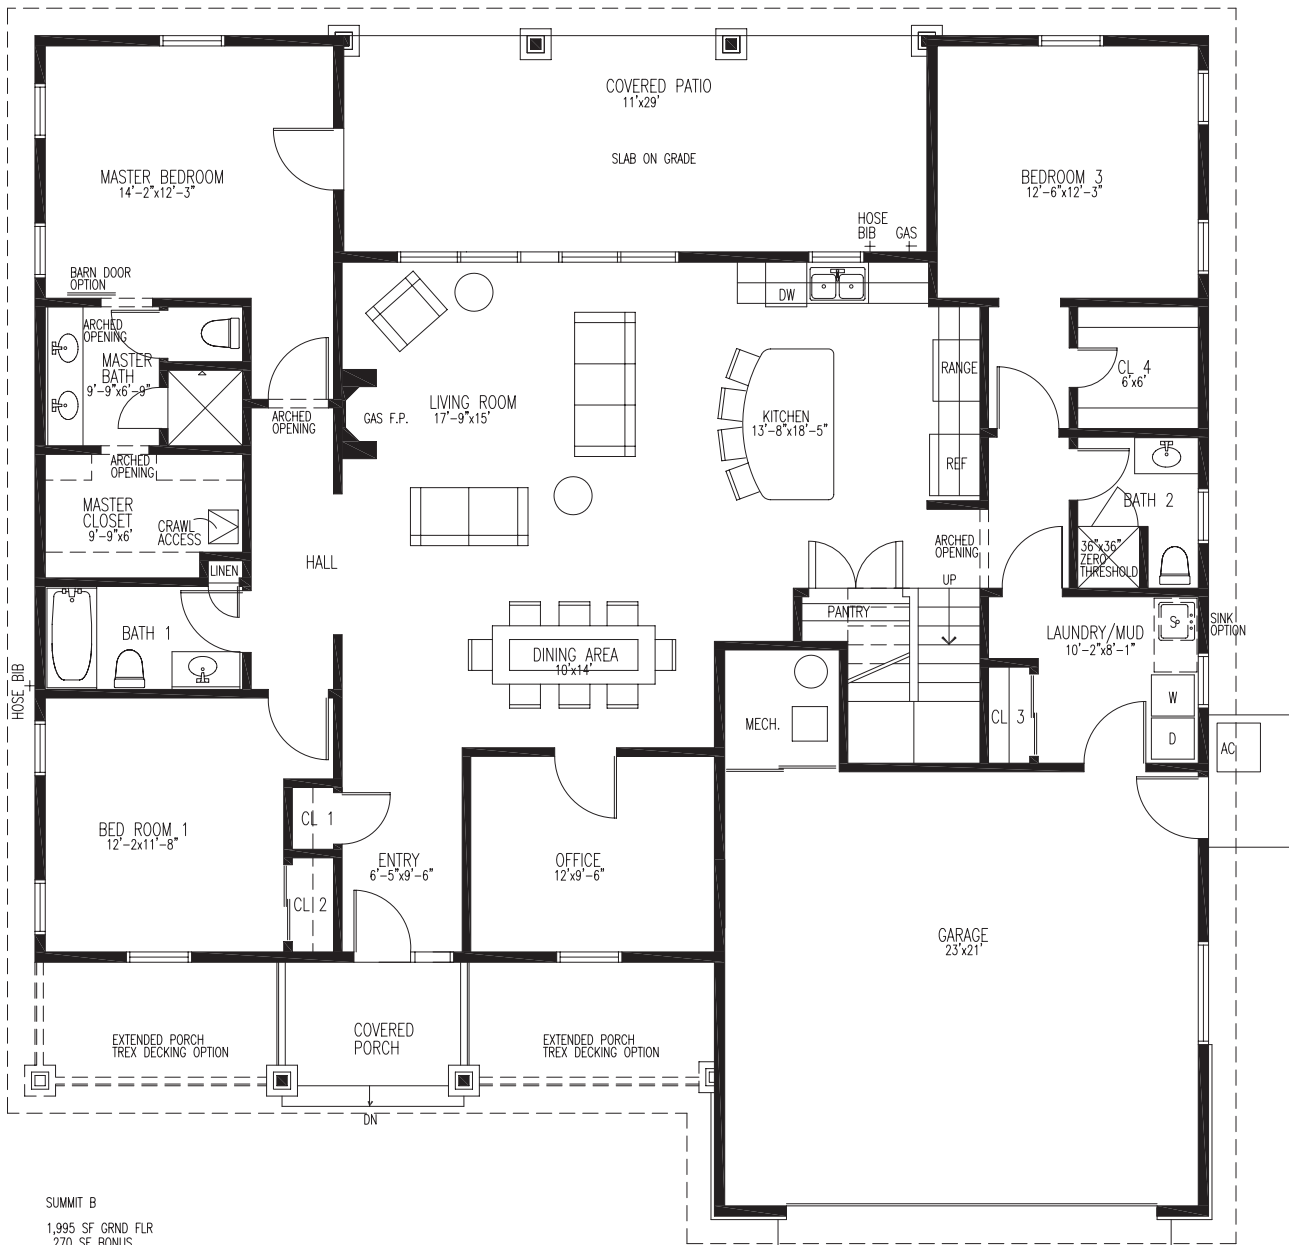 COVERED PATIO
11'x29'
SLAB ON GRADE
MASTER BEDROOM
14'-2"x12'-3"
BEDROOM 3
12'-6"x12'-3"
HOSE
BIB
GAS
BARN DOOR
OPTION
DW
ARCHED
OPENING
MASTER
BATH
9'-9"x6'-9"
RANGE
CL 4
6'x6'
LIVING ROOM
17'-9"x15'
GAS F.P.
ARCHED
OPENING
KITCHEN
13'-8"x18'-5"
ARCHED
OPENING
REF
MASTER
CLOSET
9'-9"x6'
CRAWL
ACCESS
BATH 2
36"x36"
ZERO
THRESHOLD
ARCHED
OPENING
HALL
LINEN
UP
PANTRY
BATH 1
S
SINK
OPTION
LAUNDRY/MUD
10'-2"x8'-1"
DINING AREA
10'x14'
HOSE BIB
W
CL 3
MECH.
D
AC
CL 1
BED ROOM 1
12'-2x11'-8"
ENTRY
6'-5"x9'-6"
OFFICE
12'x9'-6"
CL 2
GARAGE
23'x21'
EXTENDED PORCH
TREX DECKING OPTION
COVERED
PORCH
EXTENDED PORCH
TREX DECKING OPTION
DN
SUMMIT B
1,995 SF GRND FLR
270 SF BONUS